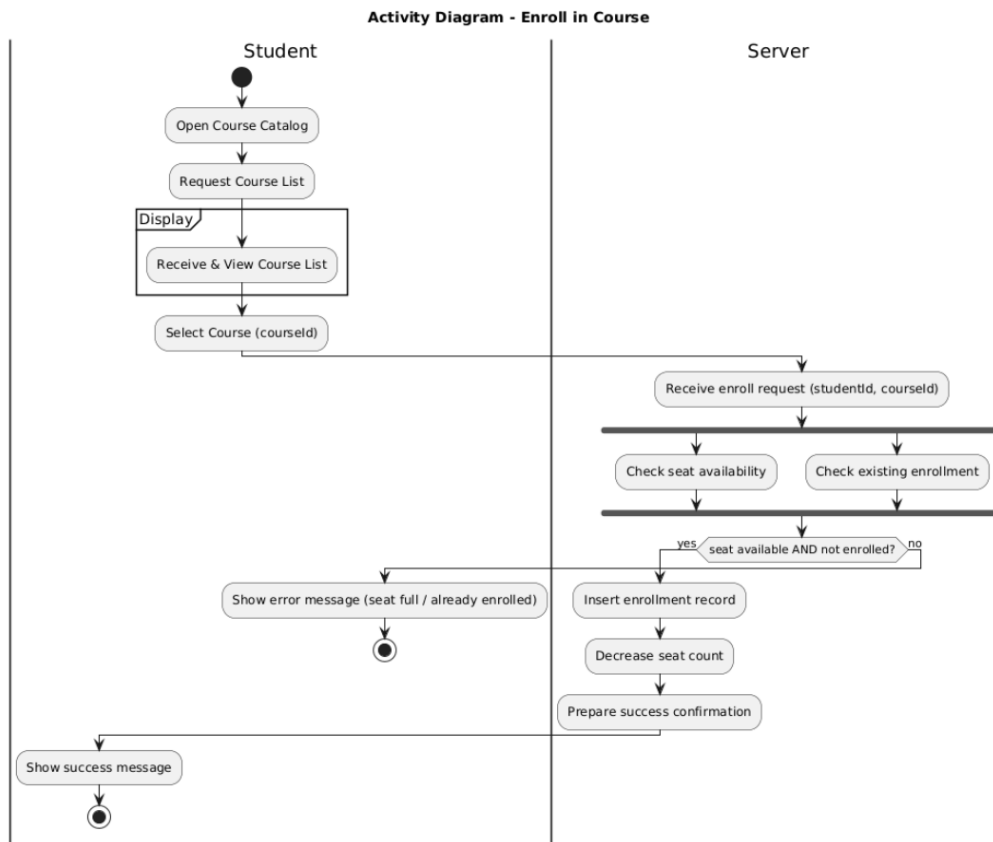 Activity Diagram - Enroll in Course
Student
Server
Open Course Catalog
Request Course List
Display
Receive & View Course List
Select Course (courseId)
Receive enroll request (studentId, courseId)
Check seat availability
Check existing enrollment
yes
seat available AND not enrolled?
no
Show error message (seat full / already enrolled)
Insert enrollment record
Decrease seat count
Prepare success confirmation
Show success message